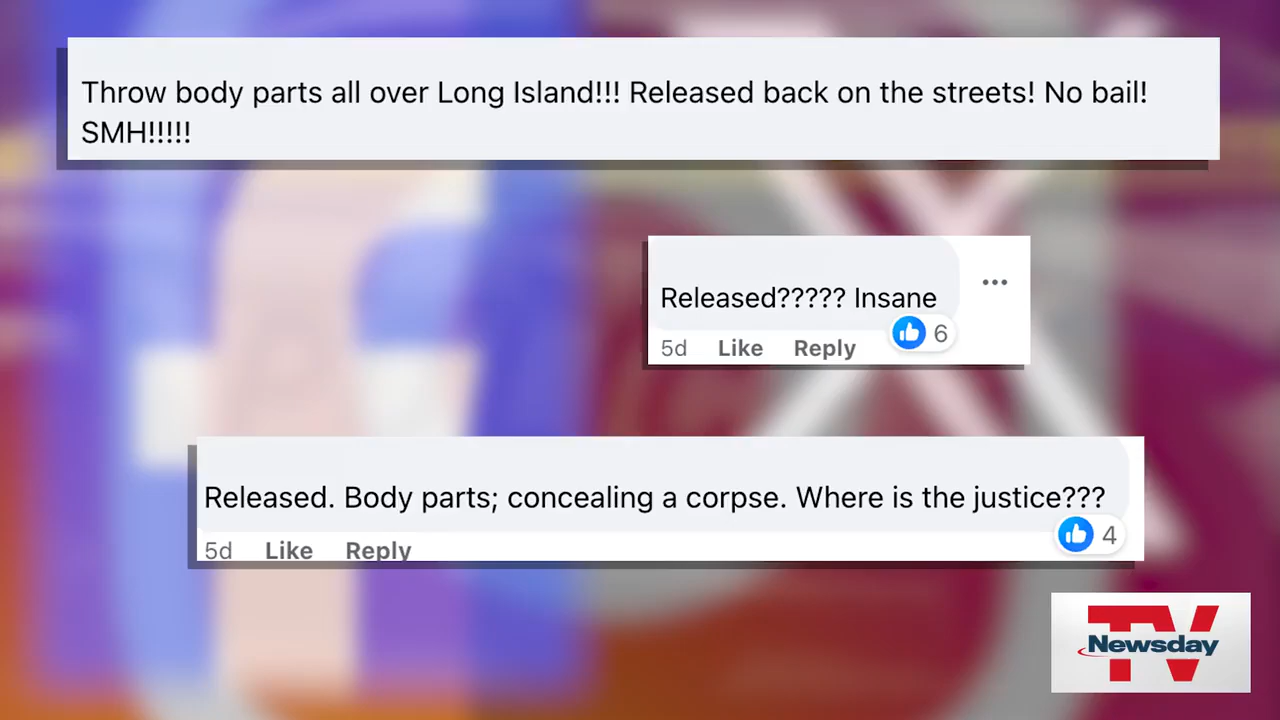 Throw body parts all over Long Island!!! Released back on the streets! No bail!
SMH!!!!!
Released????? Insane
6
5d Like Reply
Released. Body parts; concealing a corpse. Where is the justice???
4
5d Like Reply
TV
Newsday